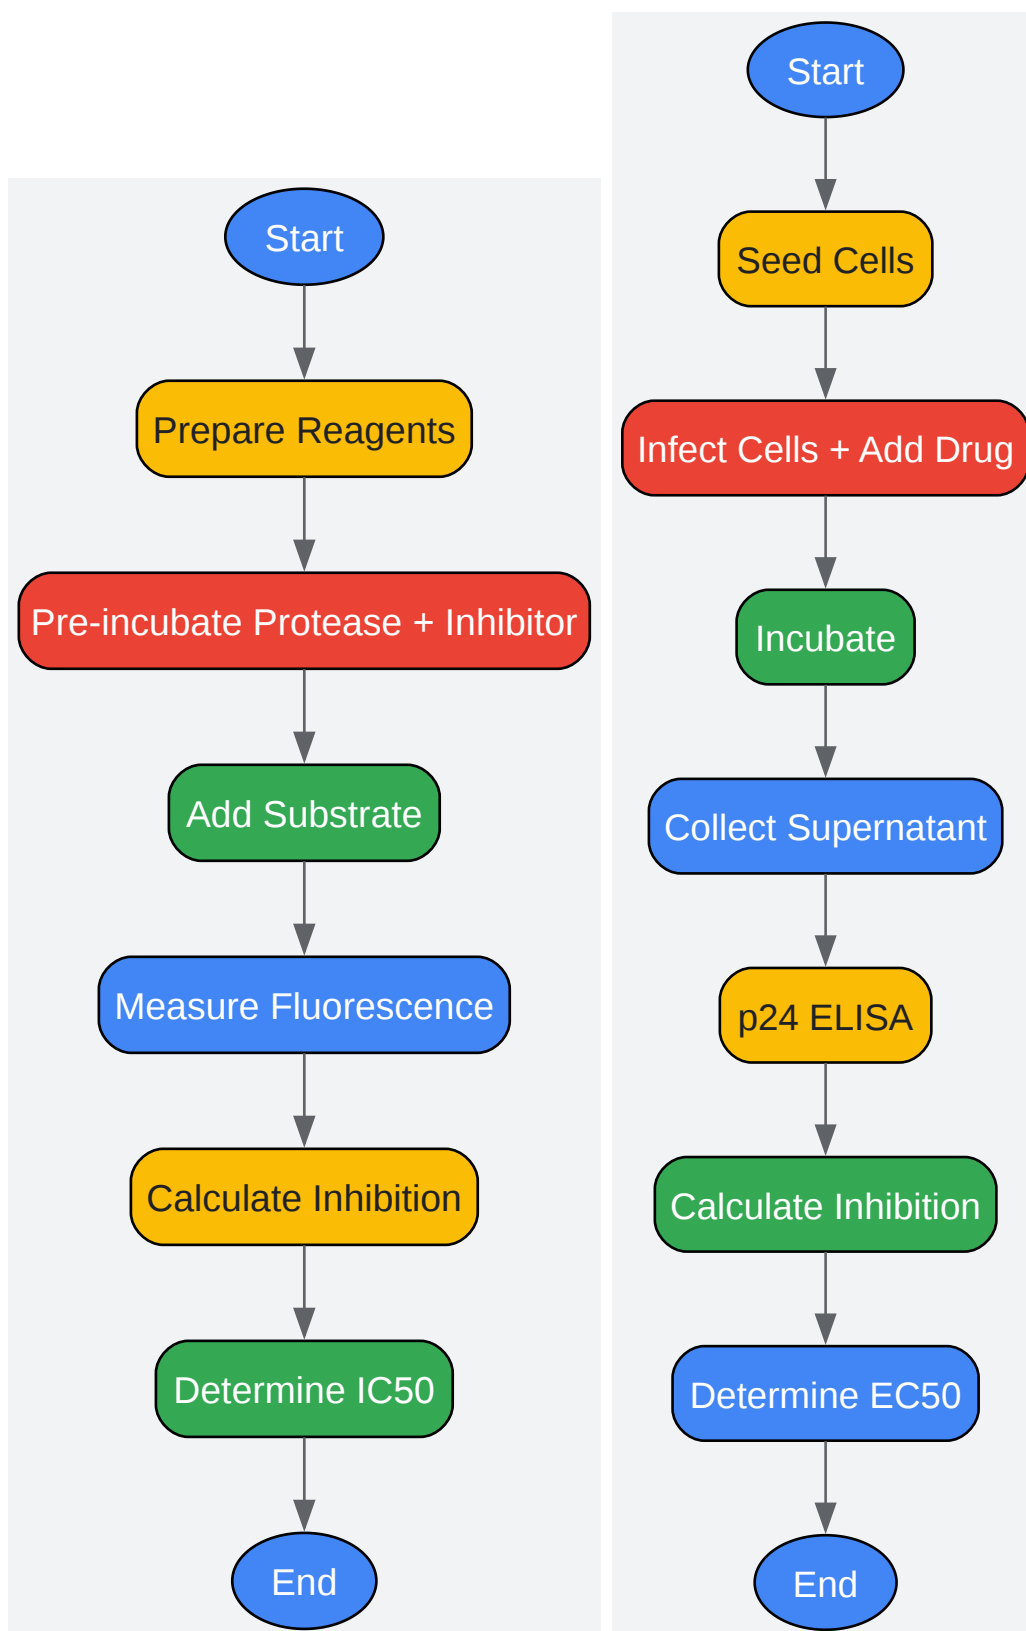 Start
Prepare Reagents
Pre-incubate Protease + Inhibitor
Add Substrate
Measure Fluorescence
Calculate Inhibition
Determine IC50
End
Start
Seed Cells
Infect Cells + Add Drug
Incubate
Collect Supernatant
p24 ELISA
Calculate Inhibition
Determine EC50
End